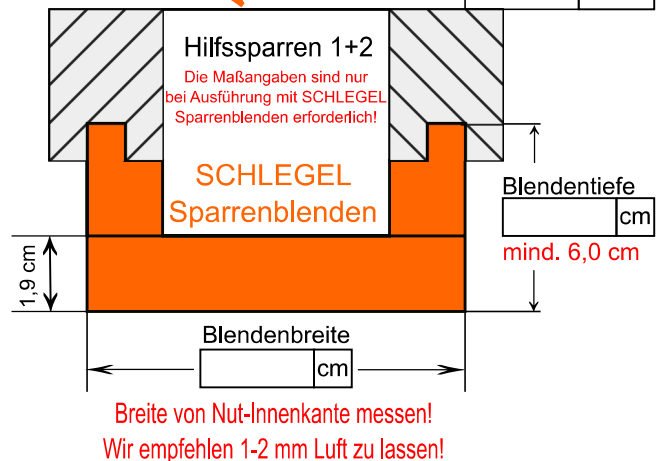 Hilfssparren 1+2
Die Maßangaben sind nur
bei Ausführung mit SCHLEGEL
Sparrenblenden erforderlich!
SCHLEGEL
Sparrenblenden
Blendentiefe
cm
mind. 6,0 cm
1,9 cm
Blendenbreite
cm
Breite von Nut-Innenkante messen!
Wir empfehlen 1-2 mm Luft zu lassen!